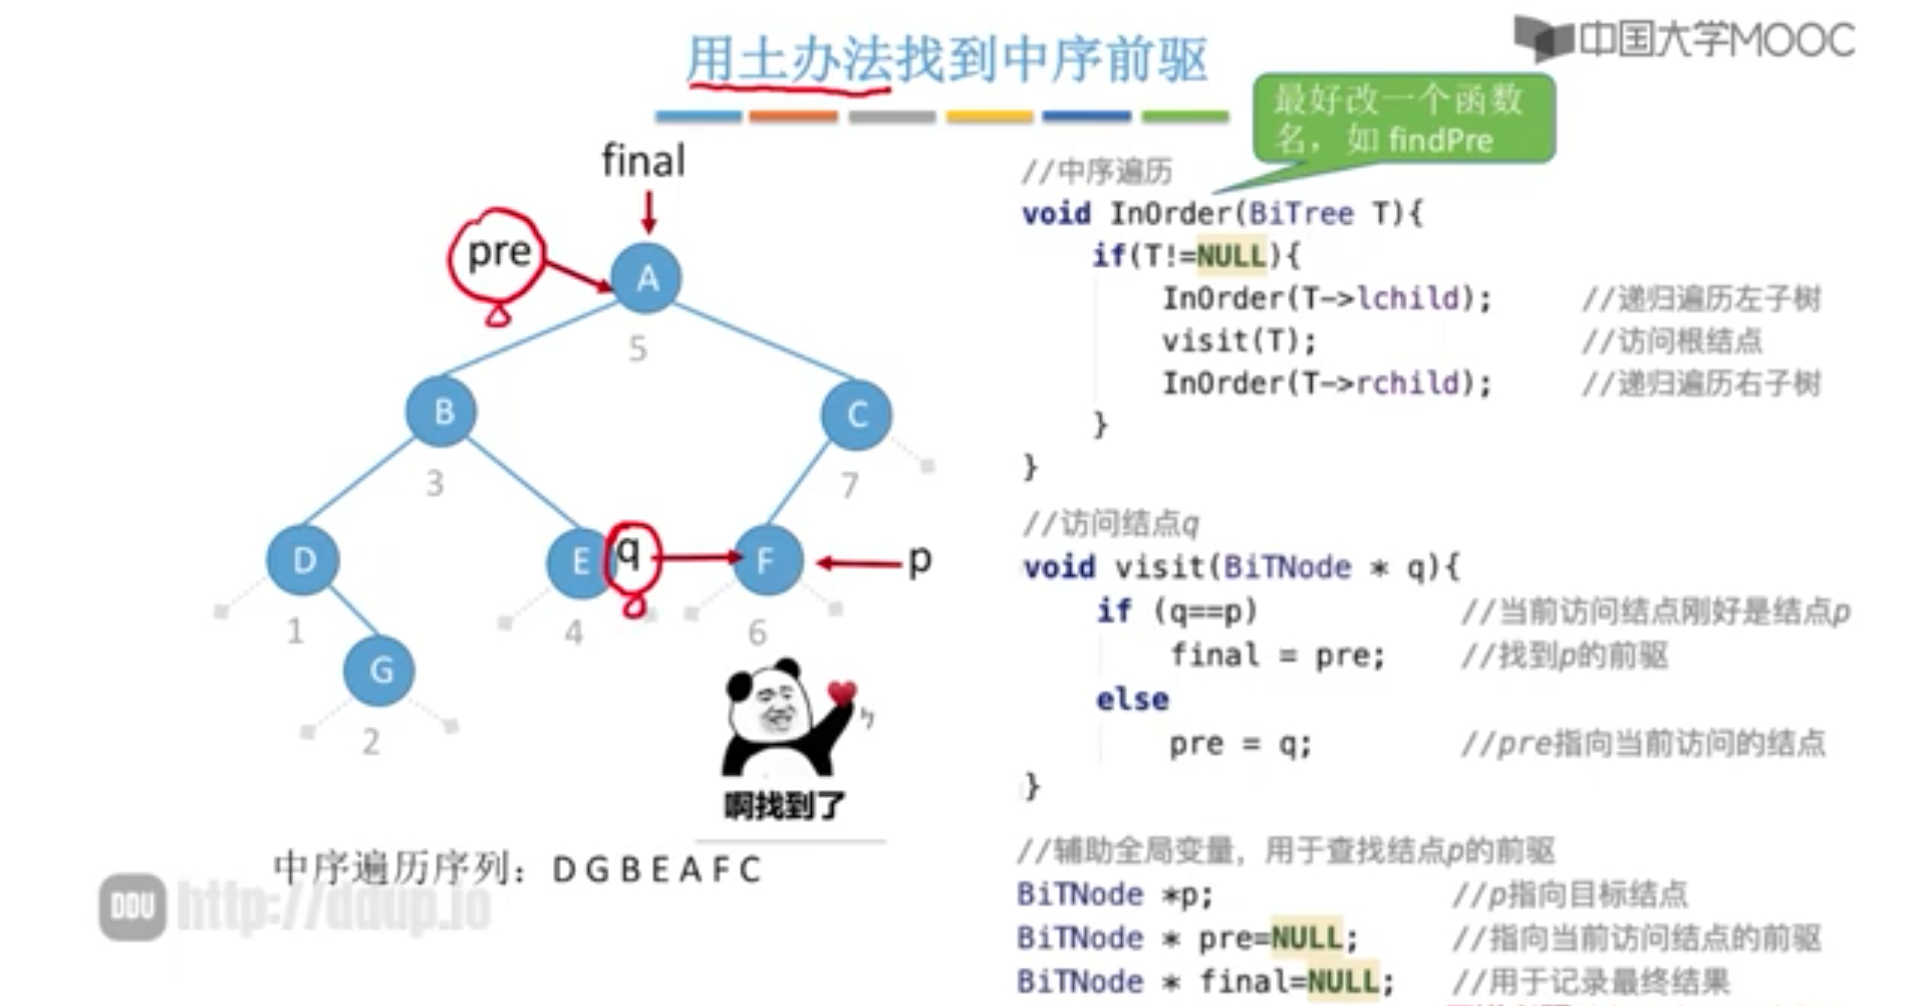 用土办法找到中序前驱
中国大学MOOC
最好改一个函数
名，如 findPre
final
pre
A
5
B
3
C
7
D
1
E
4
q
F
6
p
G
2
啊找到了
中序遍历序列：D G B E A F C
DDU http://ddup.io
//中序遍历
void InOrder(BiTree T){
if(T!=NULL){
InOrder(T->lchild); //递归遍历左子树
visit(T); //访问根结点
InOrder(T->rchild); //递归遍历右子树
}
}
//访问结点q
void visit(BiTNode * q){
if (q==p) //当前访问结点刚好是结点p
final = pre; //找到p的前驱
else
pre = q; //pre指向当前访问的结点
}
//辅助全局变量，用于查找结点p的前驱
BiTNode *p; //p指向目标结点
BiTNode * pre=NULL; //指向当前访问结点的前驱
BiTNode * final=NULL; //用于记录最终结果